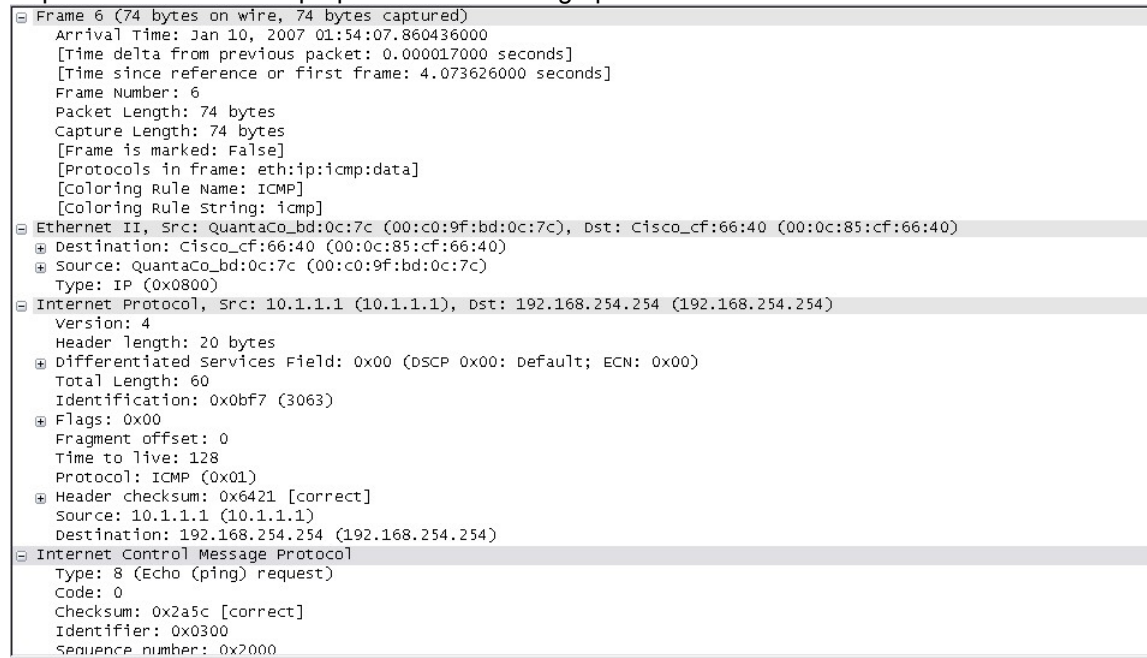 Frame 6 (74 bytes on wire, 74 bytes captured)
Arrival Time: Jan 10, 2007 01:54:07.860436000
[Time delta from previous packet: 0.000017000 seconds]
[Time since reference or first frame: 4.073626000 seconds]
Frame Number: 6
Packet Length: 74 bytes
Capture Length: 74 bytes
[Frame is marked: False]
[Protocols in frame: eth:ip:icmp:data]
[Coloring Rule Name: ICMP]
[Coloring Rule String: icmp]
Ethernet II, Src: QuantaCo_bd:0c:7c (00:c0:9f:bd:0c:7c), Dst: Cisco_cf:66:40 (00:0c:85:cf:66:40)
Destination: Cisco_cf:66:40 (00:0c:85:cf:66:40)
Source: QuantaCo_bd:0c:7c (00:c0:9f:bd:0c:7c)
Type: IP (0x0800)
Internet Protocol, Src: 10.1.1.1 (10.1.1.1), Dst: 192.168.254.254 (192.168.254.254)
Version: 4
Header length: 20 bytes
Differentiated Services Field: 0x00 (DSCP 0x00: Default; ECN: 0x00)
Total Length: 60
Identification: 0x0bf7 (3063)
Flags: 0x00
Fragment offset: 0
Time to live: 128
Protocol: ICMP (0x01)
Header checksum: 0x6421 [correct]
Source: 10.1.1.1 (10.1.1.1)
Destination: 192.168.254.254 (192.168.254.254)
Internet Control Message Protocol
Type: 8 (Echo (ping) request)
Code: 0
Checksum: 0x2a5c [correct]
Identifier: 0x0300
Sequence number: 0x2000